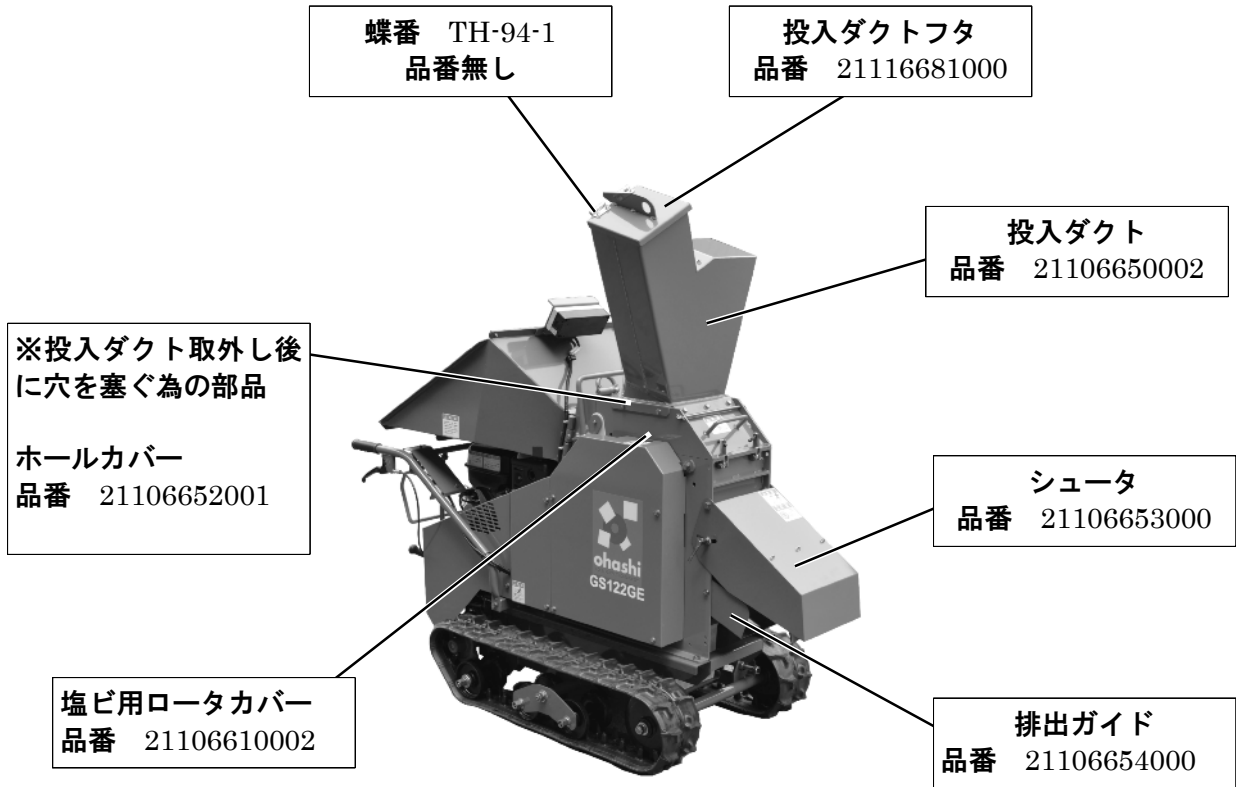 蝶番　TH-94-1
品番無し
投入ダクトフタ
品番　21116681000
投入ダクト
品番　21106650002
※投入ダクト取外し後
に穴を塞ぐ為の部品
ホールカバー
品番　21106652001
シュータ
品番　21106653000
ohashi
GS122GE
塩ビ用ロータカバー
品番　21106610002
排出ガイド
品番　21106654000